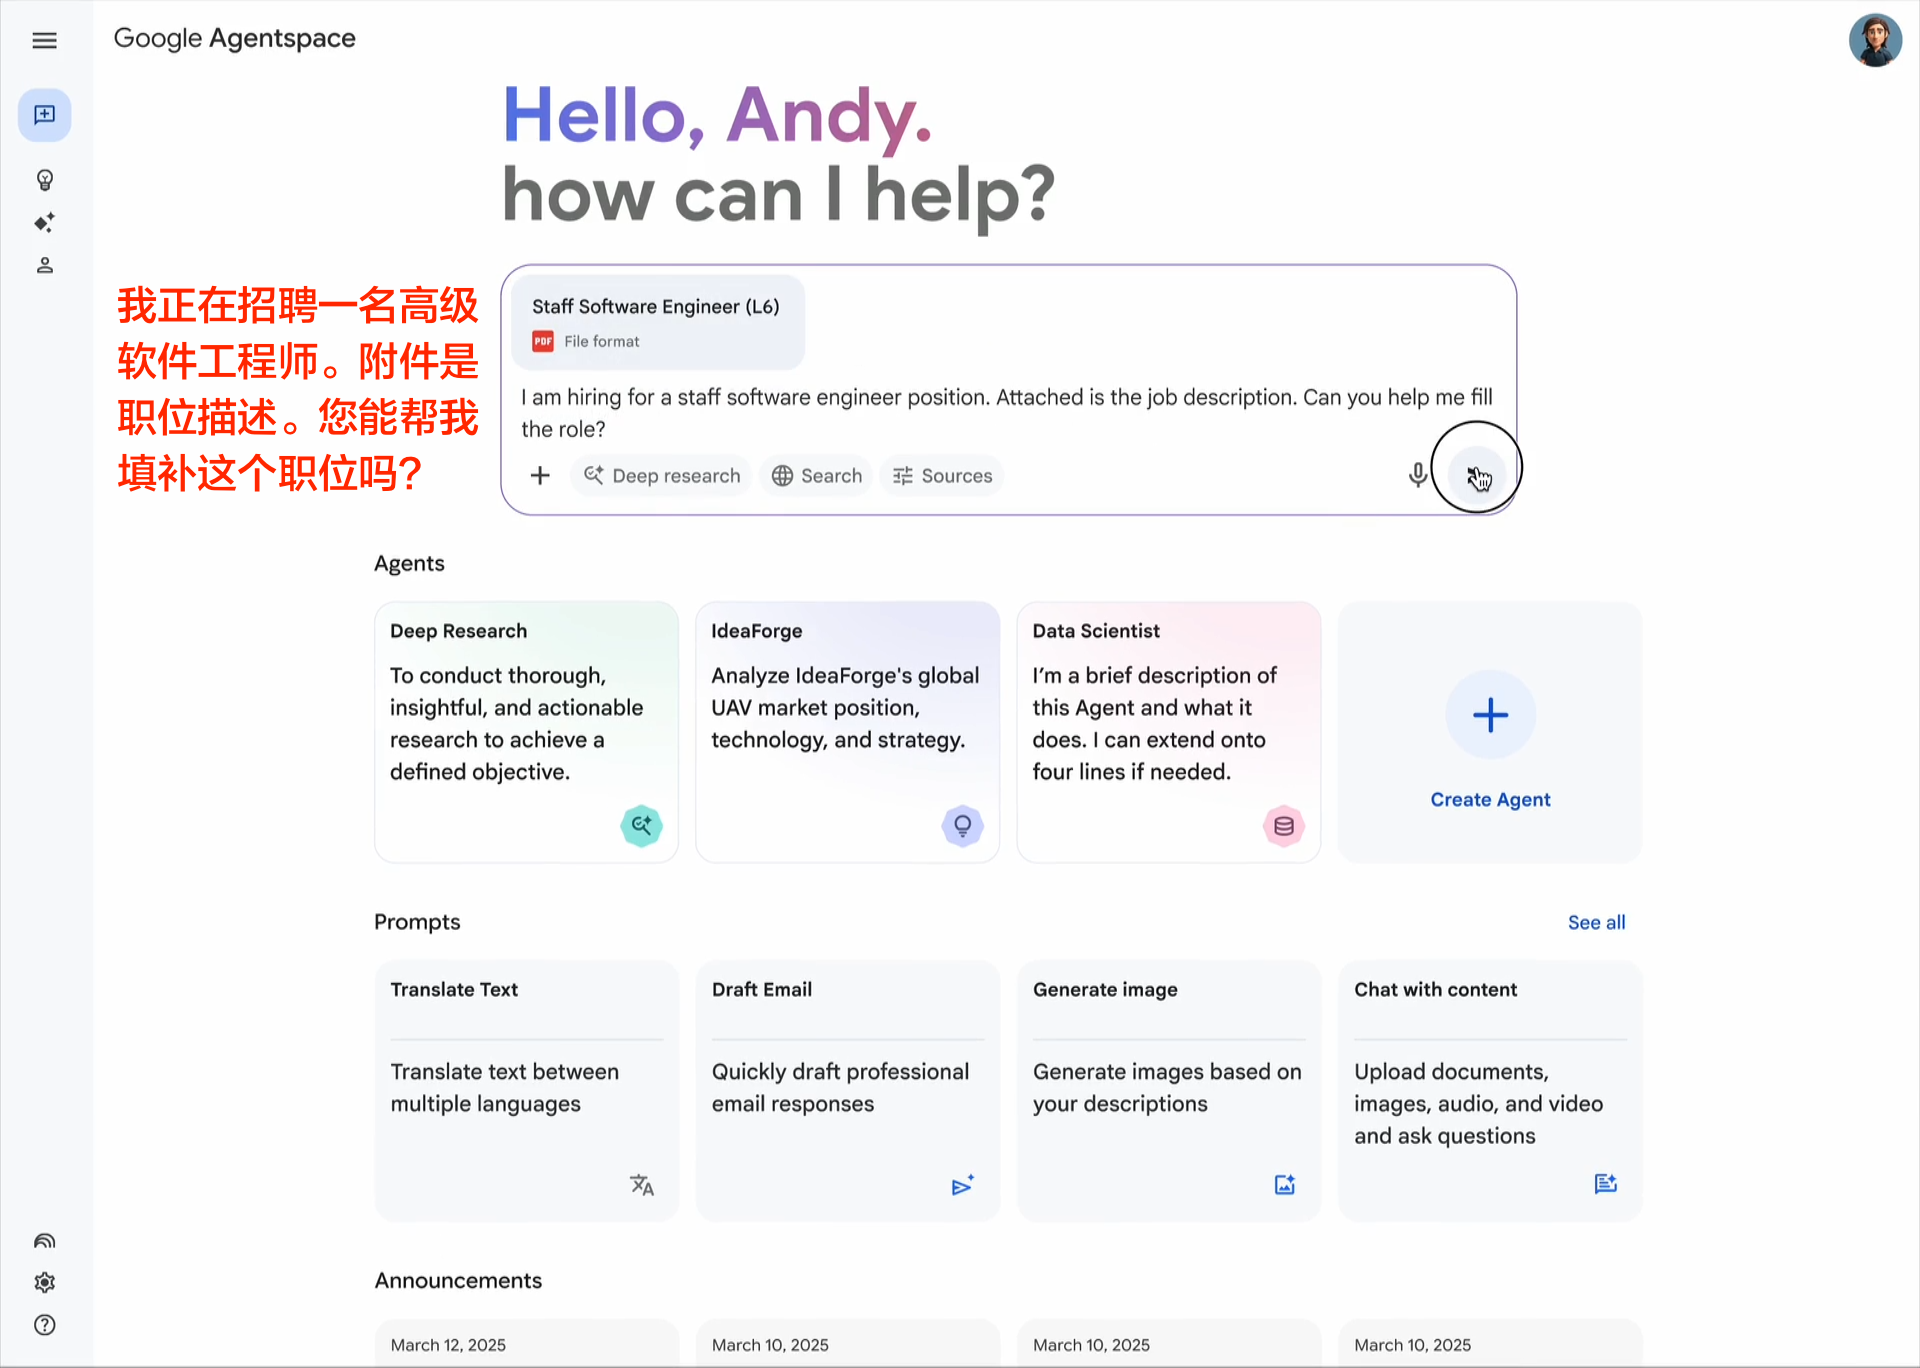 Google Agentspace
Hello, Andy.
how can I help?
我正在招聘一名高级
软件工程师。附件是
职位描述。您能帮我
填补这个职位吗？
Staff Software Engineer (L6)
PDF File format
I am hiring for a staff software engineer position. Attached is the job description. Can you help me fill
the role?
Deep research Search Sources
Agents
Deep Research
To conduct thorough,
insightful, and actionable
research to achieve a
defined objective.
IdeaForge
Analyze IdeaForge's global
UAV market position,
technology, and strategy.
Data Scientist
I’m a brief description of
this Agent and what it
does. I can extend onto
four lines if needed.
Create Agent
Prompts
See all
Translate Text
Translate text between
multiple languages
Draft Email
Quickly draft professional
email responses
Generate image
Generate images based on
your descriptions
Chat with content
Upload documents,
images, audio, and video
and ask questions
Announcements
March 12, 2025
March 10, 2025
March 10, 2025
March 10, 2025